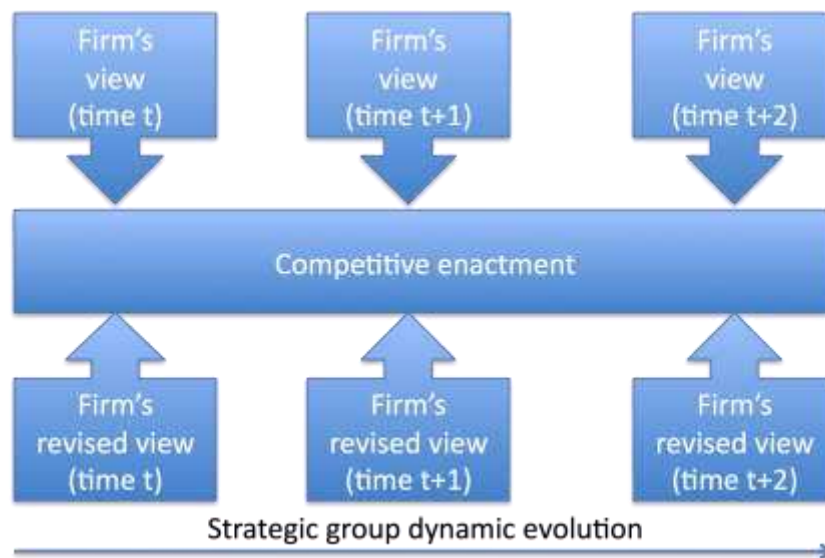 Firm's
view
(time t)
Firm's
view
(time t+1)
Firm's
view
(time t+2)
Competitive enactment
Firm's
revised view
(time t)
Firm's
revised view
(time t+1)
Firm's
revised view
(time t+2)
Strategic group dynamic evolution